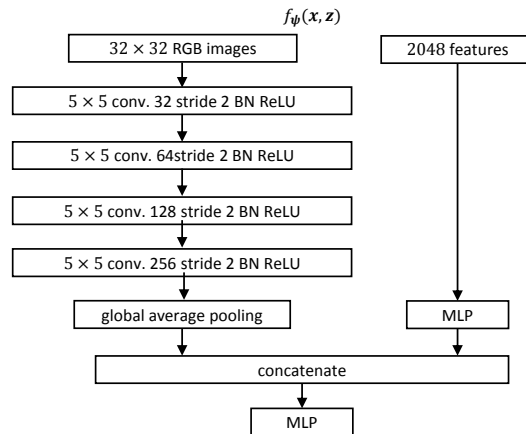 f_ψ(x, z)
32 × 32 RGB images
2048 features
5 × 5 conv. 32 stride 2 BN ReLU
5 × 5 conv. 64stride 2 BN ReLU
5 × 5 conv. 128 stride 2 BN ReLU
5 × 5 conv. 256 stride 2 BN ReLU
global average pooling
MLP
concatenate
MLP